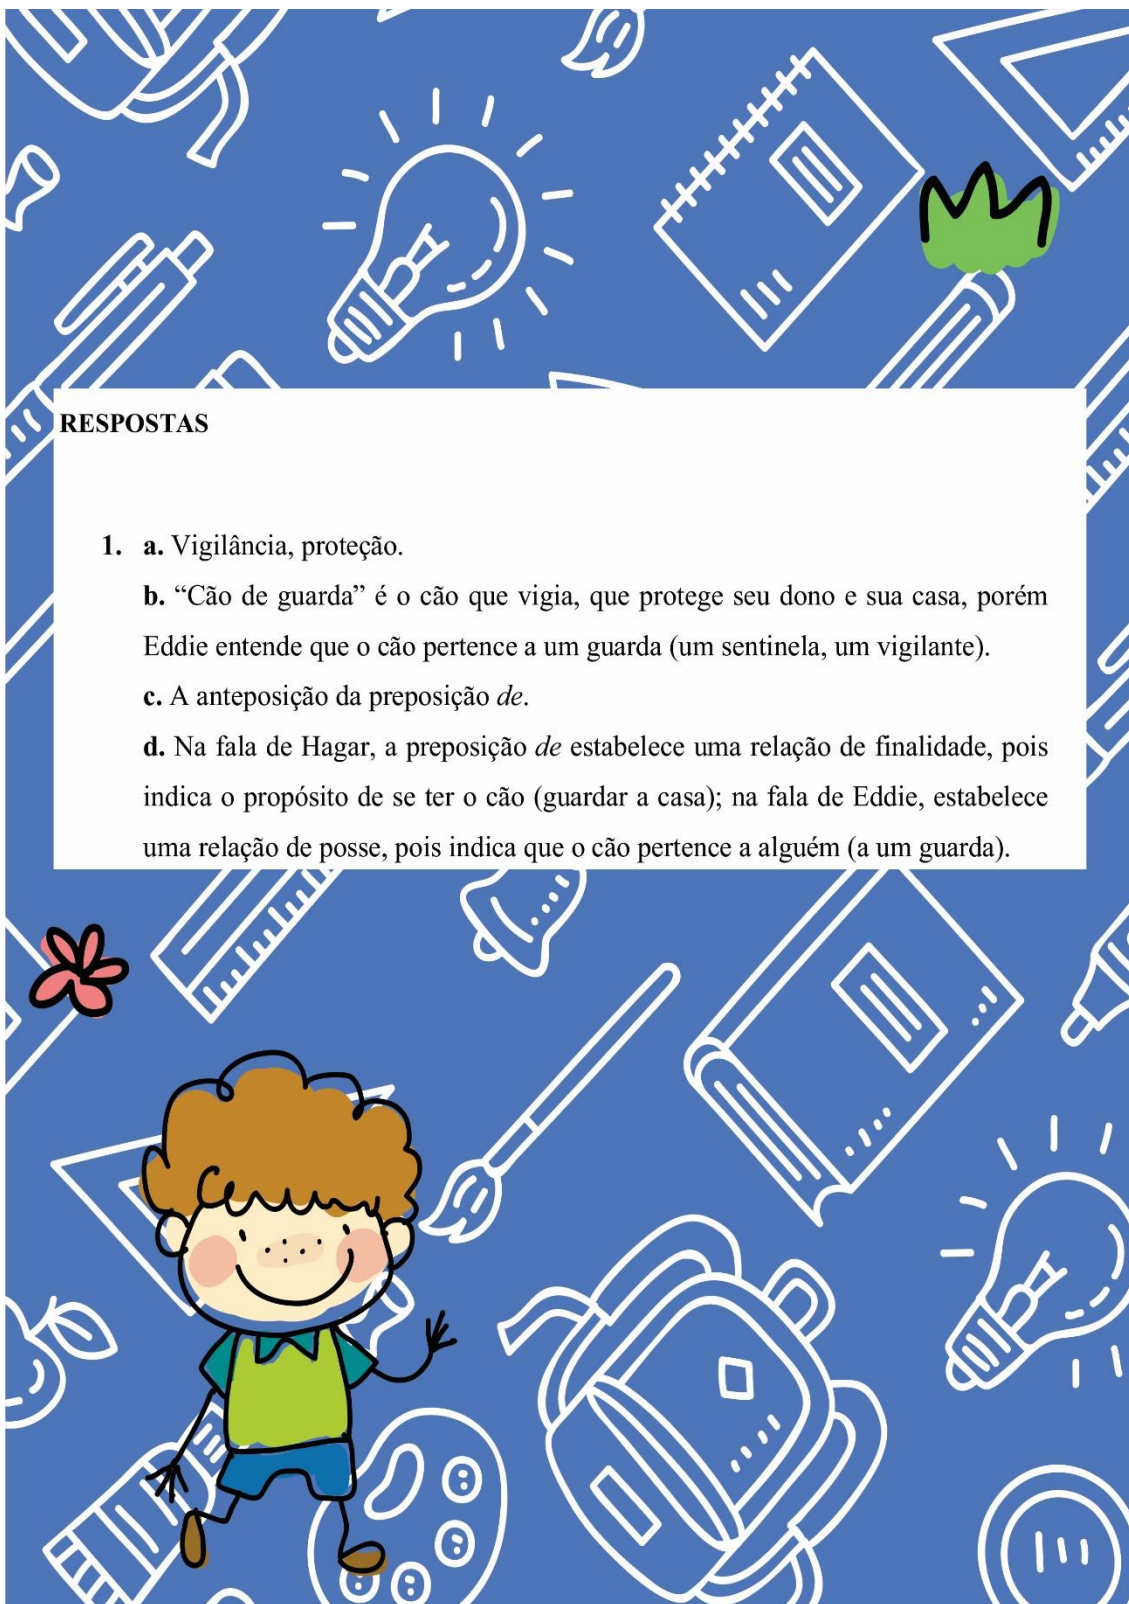 RESPOSTAS
1. a. Vigilância, proteção.
b. “Cão de guarda” é o cão que vigia, que protege seu dono e sua casa, porém
Eddie entende que o cão pertence a um guarda (um sentinela, um vigilante).
c. A anteposição da preposição de.
d. Na fala de Hagar, a preposição de estabelece uma relação de finalidade, pois
indica o propósito de se ter o cão (guardar a casa); na fala de Eddie, estabelece
uma relação de posse, pois indica que o cão pertence a alguém (a um guarda).